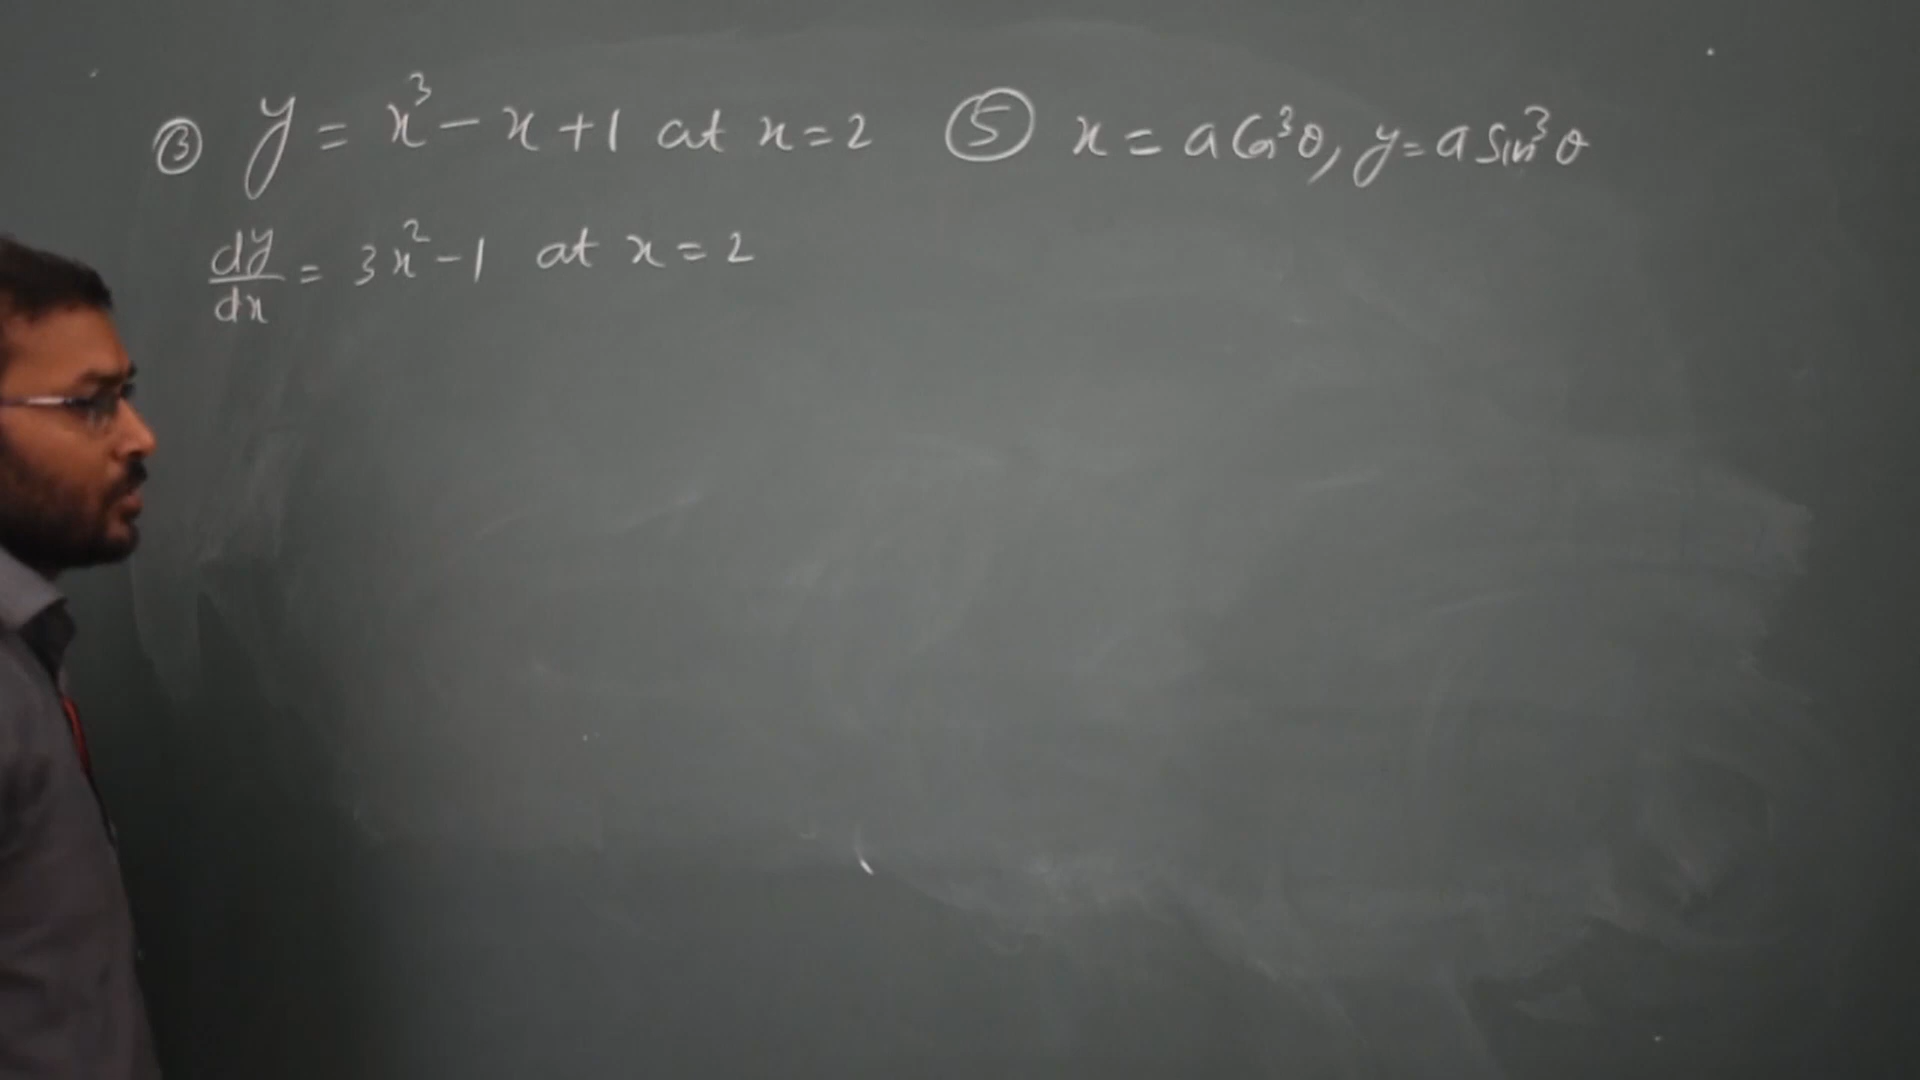 ③ y = x³ - x + 1 at x = 2
dy/dx = 3x² - 1 at x = 2
⑤ x = a Cos³θ, y = a Sin³θ